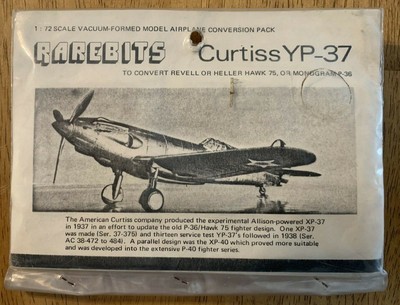 1:72 SCALE VACUUM-FORMED MODEL AIRPLANE CONVERSION PACK
RAREBITS Curtiss YP-37
TO CONVERT REVELL OR HELLER HAWK 75, OR MONOGRAM P-36
The American Curtiss company produced the experimental Allison-powered XP-37
in 1937 in an effort to update the old P-36/Hawk 75 fighter design. One XP-37
was made (Ser. 37-375) and thirteen service test YP-37's followed in 1938 (Ser.
AC 38-472 to 484). A parallel design was the XP-40 which proved more suitable
and was developed into the extensive P-40 fighter series.